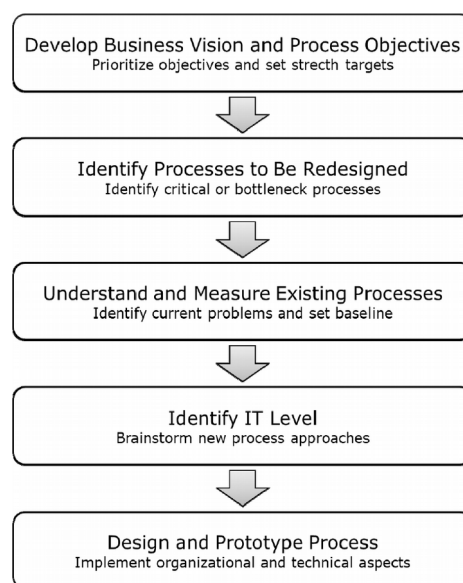 Develop Business Vision and Process Objectives
Prioritize objectives and set strecth targets
Identify Processes to Be Redesigned
Identify critical or bottleneck processes
Understand and Measure Existing Processes
Identify current problems and set baseline
Identify IT Level
Brainstorm new process approaches
Design and Prototype Process
Implement organizational and technical aspects